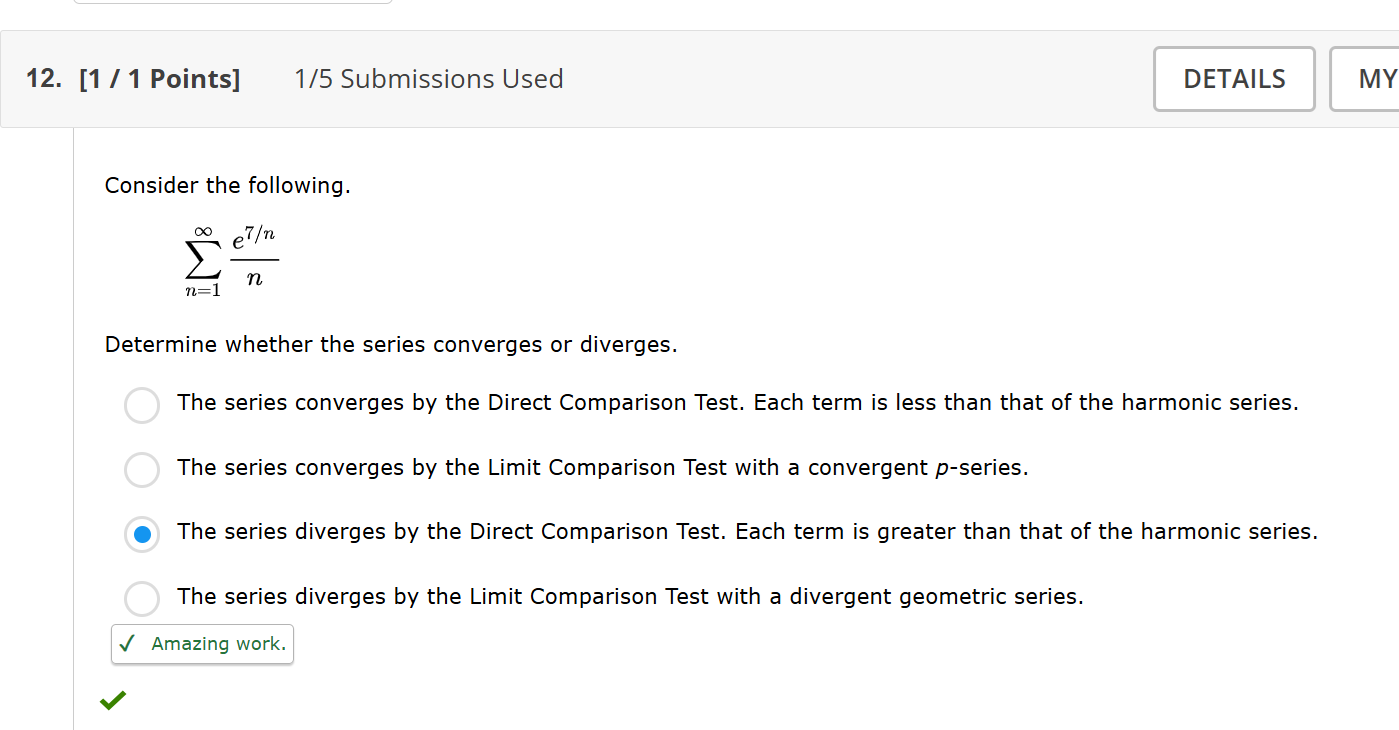 12. [1 / 1 Points] 1/5 Submissions Used DETAILS MY
Consider the following.
∞
∑ e^{7/n} / n
n=1
Determine whether the series converges or diverges.
The series converges by the Direct Comparison Test. Each term is less than that of the harmonic series.
The series converges by the Limit Comparison Test with a convergent p-series.
The series diverges by the Direct Comparison Test. Each term is greater than that of the harmonic series.
The series diverges by the Limit Comparison Test with a divergent geometric series.
✓ Amazing work.